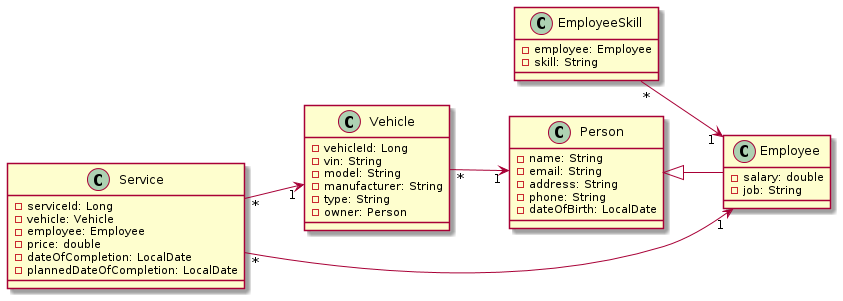 C EmployeeSkill
employee: Employee
skill: String
*
1
C Vehicle
vehicleId: Long
vin: String
model: String
manufacturer: String
type: String
owner: Person
*
1
C Person
name: String
email: String
address: String
phone: String
dateOfBirth: LocalDate
C Employee
salary: double
job: String
C Service
serviceId: Long
vehicle: Vehicle
employee: Employee
price: double
dateOfCompletion: LocalDate
plannedDateOfCompletion: LocalDate
*
1
*
1